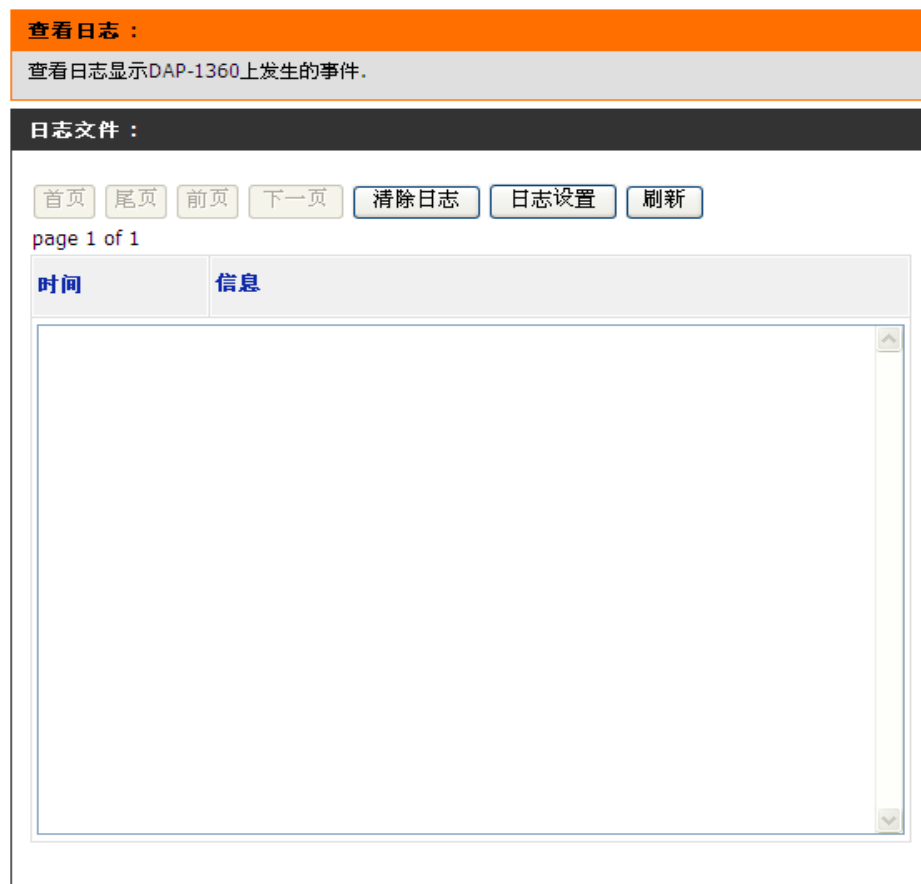 查看日志：
查看日志显示DAP-1360上发生的事件.
日志文件：
首页 尾页 前页 下一页 清除日志 日志设置 刷新
page 1 of 1
时间 信息